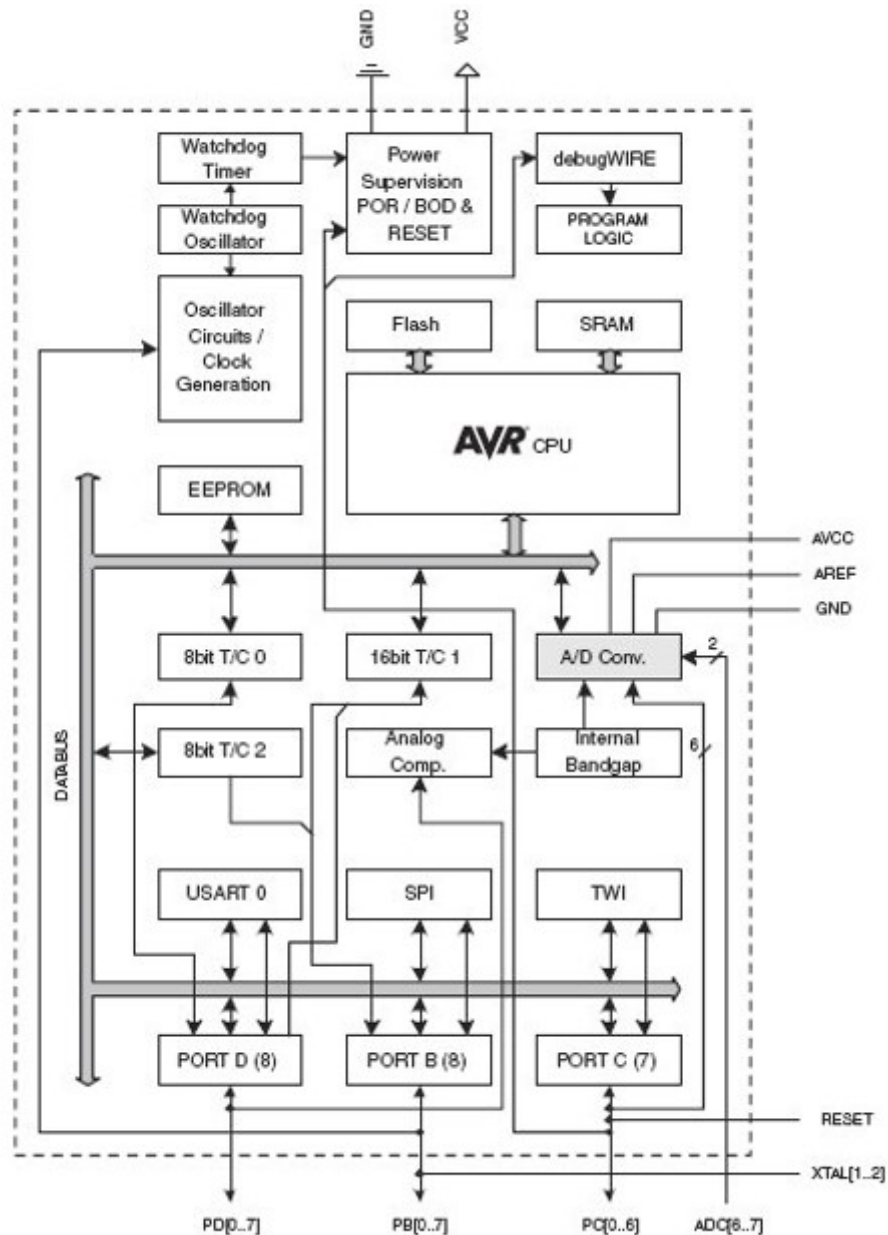 GND
VCC
Watchdog
Timer
Power
Supervision
POR / BOD &
RESET
debugWIRE
Watchdog
Oscillator
PROGRAM
LOGIC
Oscillator
Circuits /
Clock
Generation
Flash
SRAM
AVR CPU
EEPROM
AVCC
AREF
GND
8bit T/C 0
16bit T/C 1
A/D Conv.
2
DATABUS
8bit T/C 2
Analog
Comp.
Internal
Bandgap
6
USART 0
SPI
TWI
PORT D (8)
PORT B (8)
PORT C (7)
RESET
XTAL[1..2]
PD[0..7]
PB[0..7]
PC[0..6]
ADC[6..7]